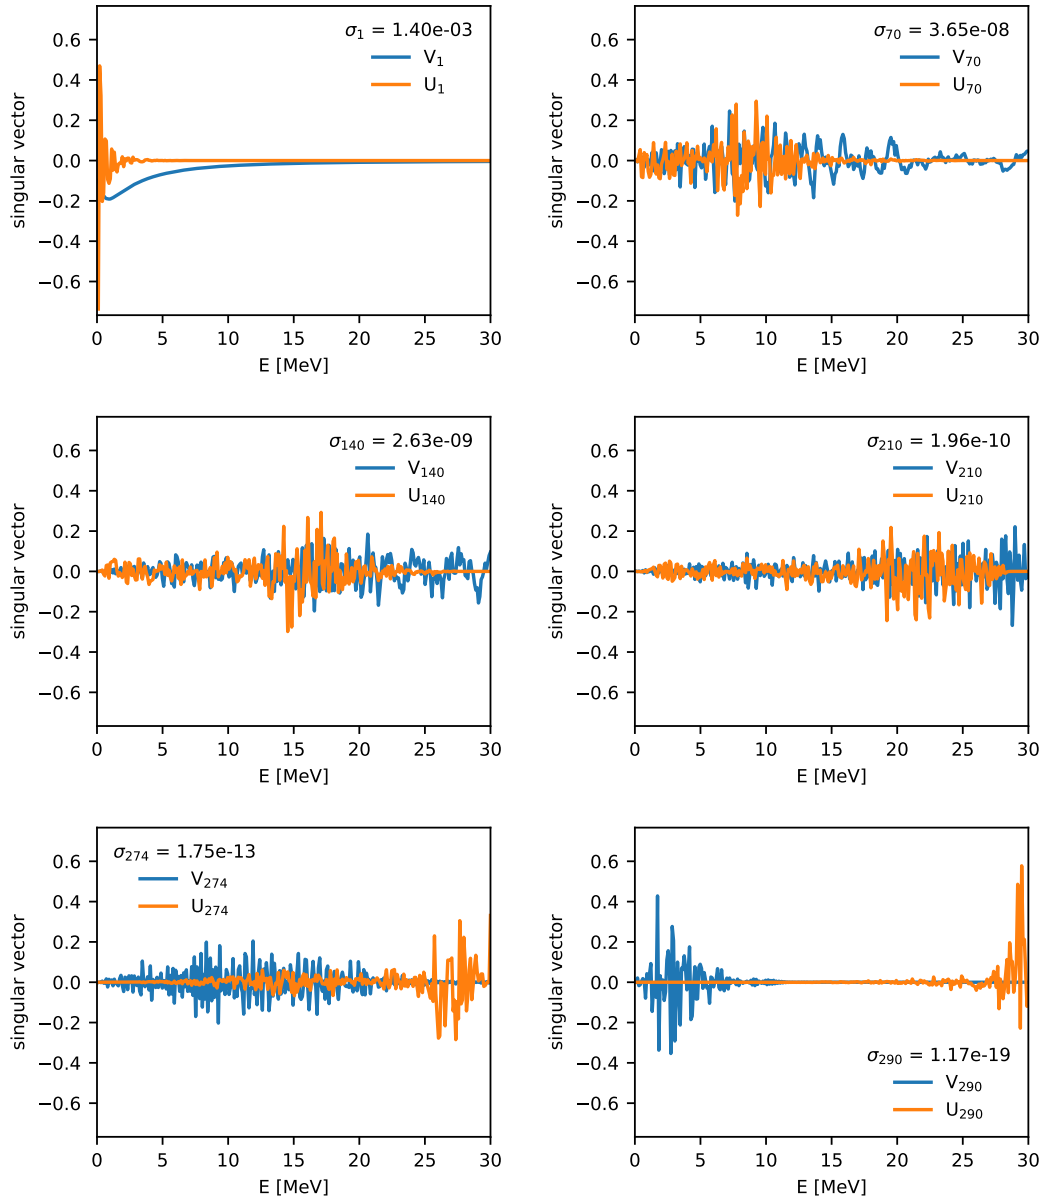 σ₁ = 1.40e-03
V₁
U₁
singular vector
0.6
0.4
0.2
0.0
−0.2
−0.4
−0.6
0 5 10 15 20 25 30
E [MeV]
σ₇₀ = 3.65e-08
V₇₀
U₇₀
singular vector
0.6
0.4
0.2
0.0
−0.2
−0.4
−0.6
0 5 10 15 20 25 30
E [MeV]
σ₁₄₀ = 2.63e-09
V₁₄₀
U₁₄₀
singular vector
0.6
0.4
0.2
0.0
−0.2
−0.4
−0.6
0 5 10 15 20 25 30
E [MeV]
σ₂₁₀ = 1.96e-10
V₂₁₀
U₂₁₀
singular vector
0.6
0.4
0.2
0.0
−0.2
−0.4
−0.6
0 5 10 15 20 25 30
E [MeV]
σ₂₇₄ = 1.75e-13
V₂₇₄
U₂₇₄
singular vector
0.6
0.4
0.2
0.0
−0.2
−0.4
−0.6
0 5 10 15 20 25 30
E [MeV]
singular vector
0.6
0.4
0.2
0.0
−0.2
−0.4
−0.6
σ₂₉₀ = 1.17e-19
V₂₉₀
U₂₉₀
0 5 10 15 20 25 30
E [MeV]